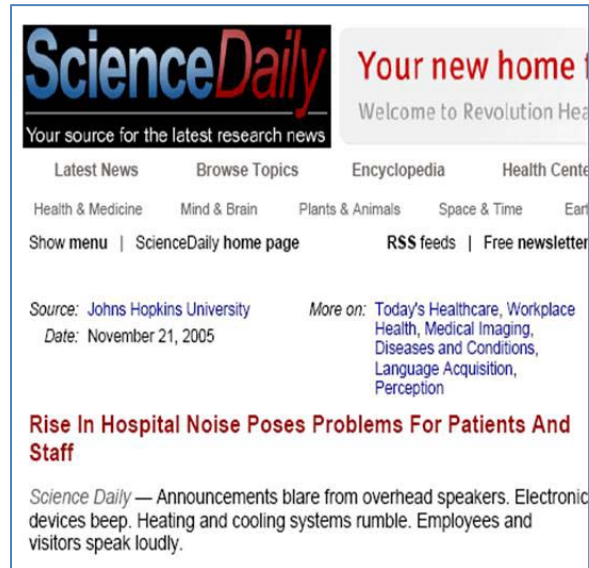 ScienceDaily
Your source for the latest research news
Your new home
Welcome to Revolution Hea
Latest News Browse Topics Encyclopedia Health Cente
Health & Medicine Mind & Brain Plants & Animals Space & Time Eart
Show menu | ScienceDaily home page RSS feeds | Free newsletter
Source: Johns Hopkins University
Date: November 21, 2005
More on: Today's Healthcare, Workplace
Health, Medical Imaging,
Diseases and Conditions,
Language Acquisition,
Perception
Rise In Hospital Noise Poses Problems For Patients And
Staff
Science Daily — Announcements blare from overhead speakers. Electronic
devices beep. Heating and cooling systems rumble. Employees and
visitors speak loudly.